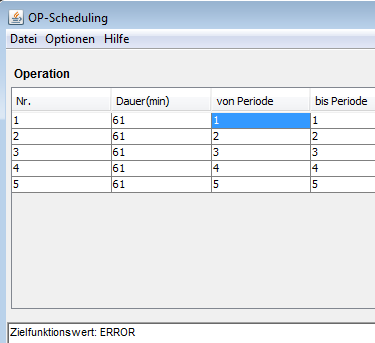 OP-Scheduling
Datei Optionen Hilfe
Operation
Nr. Dauer(min) von Periode bis Periode
1 61 1 1
2 61 2 2
3 61 3 3
4 61 4 4
5 61 5 5
Zielfunktionswert: ERROR